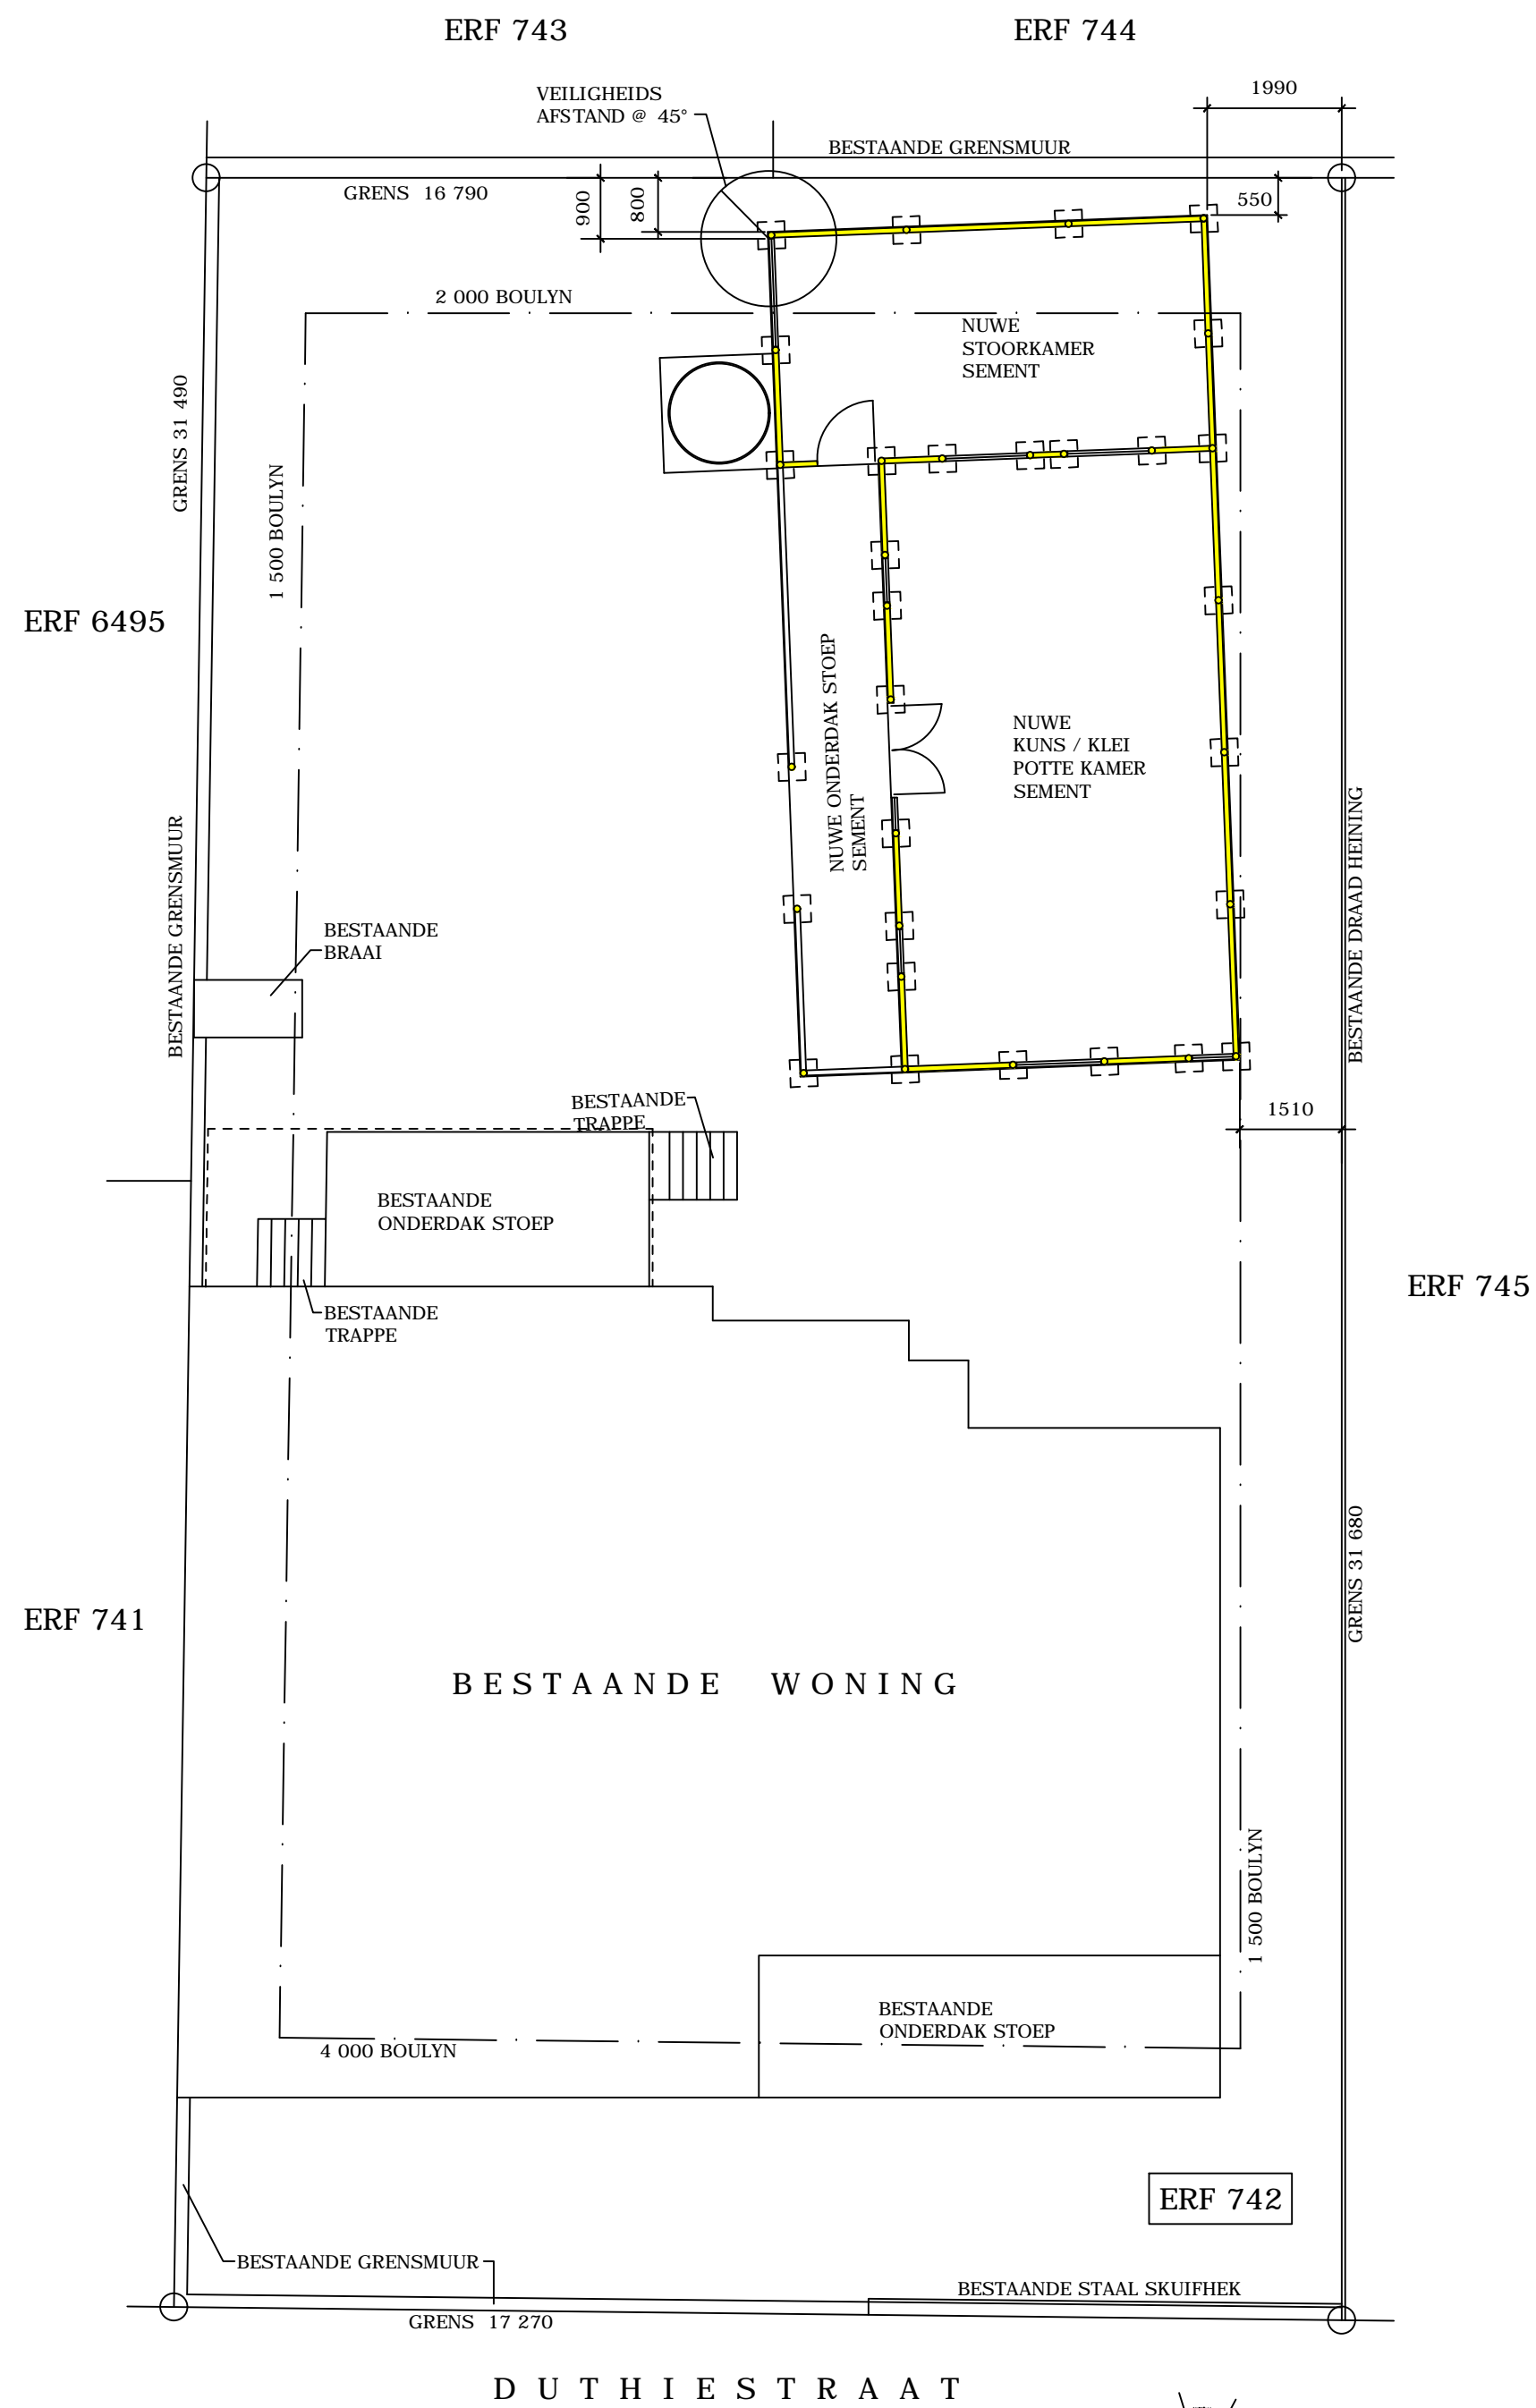 ERF 743
ERF 744
1990
VEILIGHEIDS
AFSTAND @ 45°
BESTAANDE GRENSMUUR
GRENS 16 790
900
800
550
2 000 BOULYN
NUWE
STOORKAMER
SEMENT
GRENS 31 490
1 500 BOULYN
ERF 6495
NUWE ONDERDAK STOEP
SEMENT
NUWE
KUNS / KLEI
POTTE KAMER
SEMENT
BESTAANDE GRENSMUUR
BESTAANDE DRAAD HEINING
BESTAANDE
BRAAI
BESTAANDE
TRAPPE
1510
BESTAANDE
ONDERDAK STOEP
ERF 745
BESTAANDE
TRAPPE
GRENS 31 680
ERF 741
BESTAANDE WONING
1 500 BOULYN
BESTAANDE
ONDERDAK STOEP
4 000 BOULYN
ERF 742
BESTAANDE GRENSMUUR
BESTAANDE STAAL SKUIFHEK
GRENS 17 270
DUTHIESTRAAT